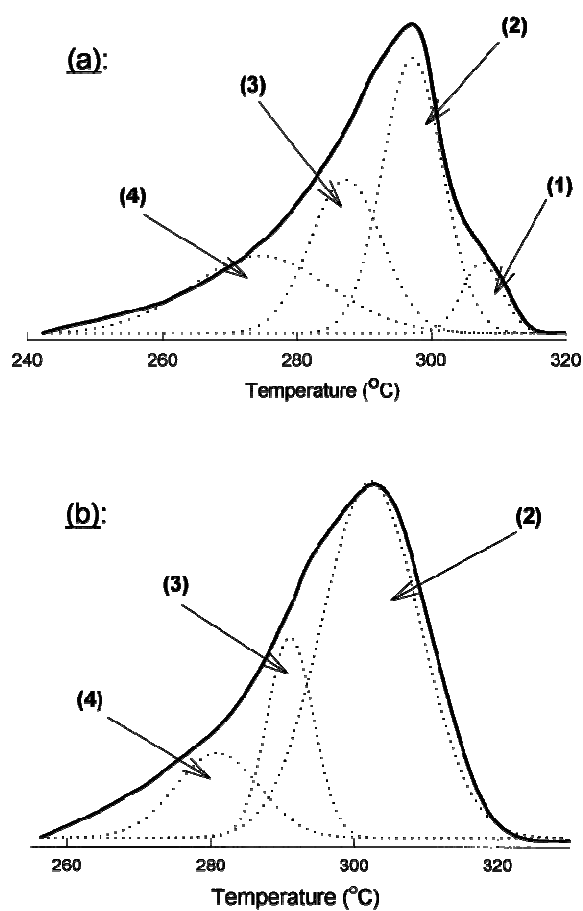 (a):
(2)
(3)
(1)
(4)
240 260 280 300 320
Temperature (°C)
(b):
(2)
(3)
(4)
260 280 300 320
Temperature (°C)